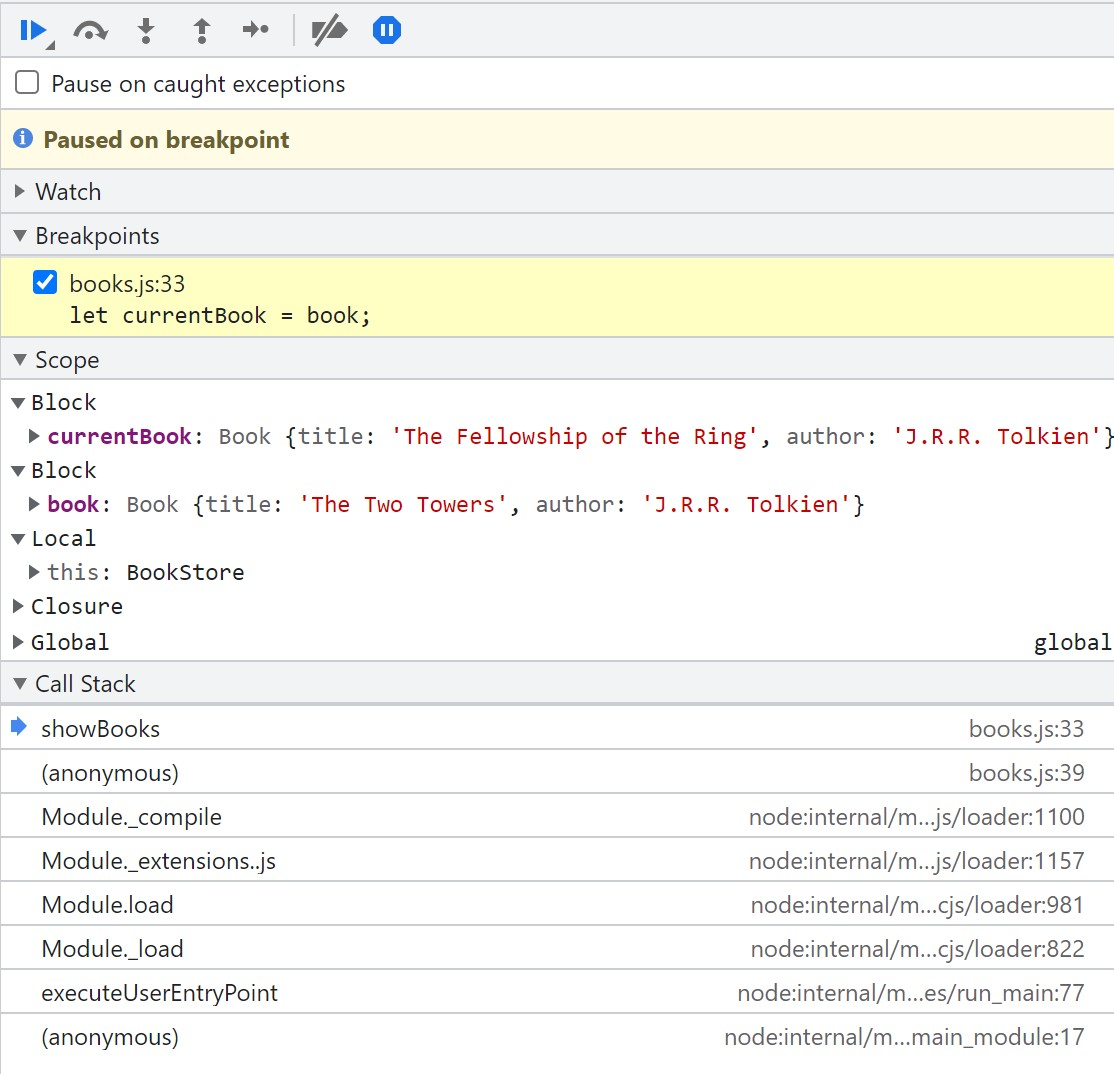 Pause on caught exceptions
Paused on breakpoint
Watch
Breakpoints
books.js:33
let currentBook = book;
Scope
Block
currentBook: Book {title: 'The Fellowship of the Ring', author: 'J.R.R. Tolkien'}
Block
book: Book {title: 'The Two Towers', author: 'J.R.R. Tolkien'}
Local
this: BookStore
Closure
Global global
Call Stack
showBooks books.js:33
(anonymous) books.js:39
Module._compile node:internal/m…js/loader:1100
Module._extensions..js node:internal/m…js/loader:1157
Module.load node:internal/m…cjs/loader:981
Module._load node:internal/m…cjs/loader:822
executeUserEntryPoint node:internal/m…es/run_main:77
(anonymous) node:internal/m…main_module:17